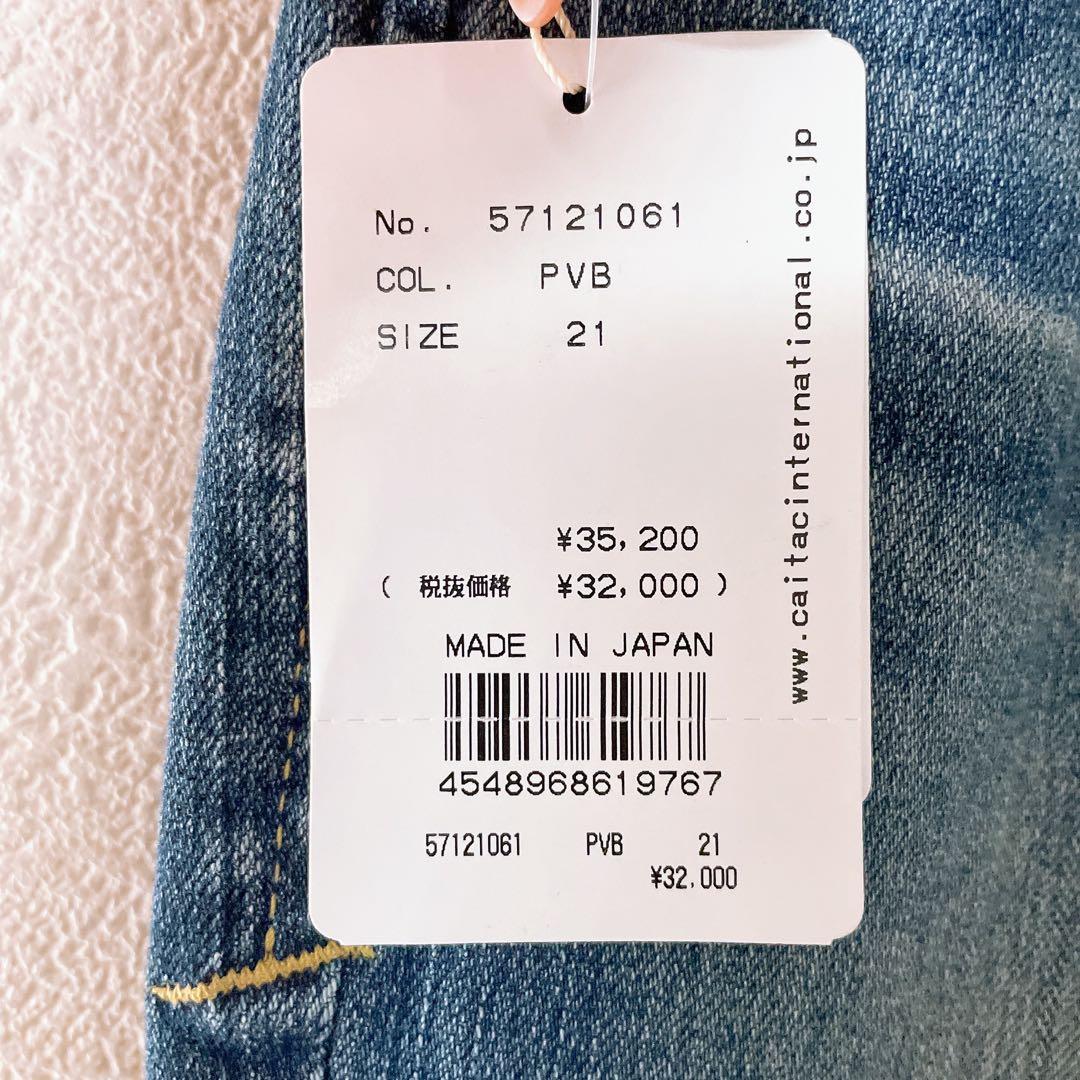 No. 57121061
COL. PVB
SIZE 21
¥35,200
( 税抜価格 ¥32,000 )
MADE IN JAPAN
4548968619767
57121061 PVB 21
¥32,000
www.caitacinternational.co.jp